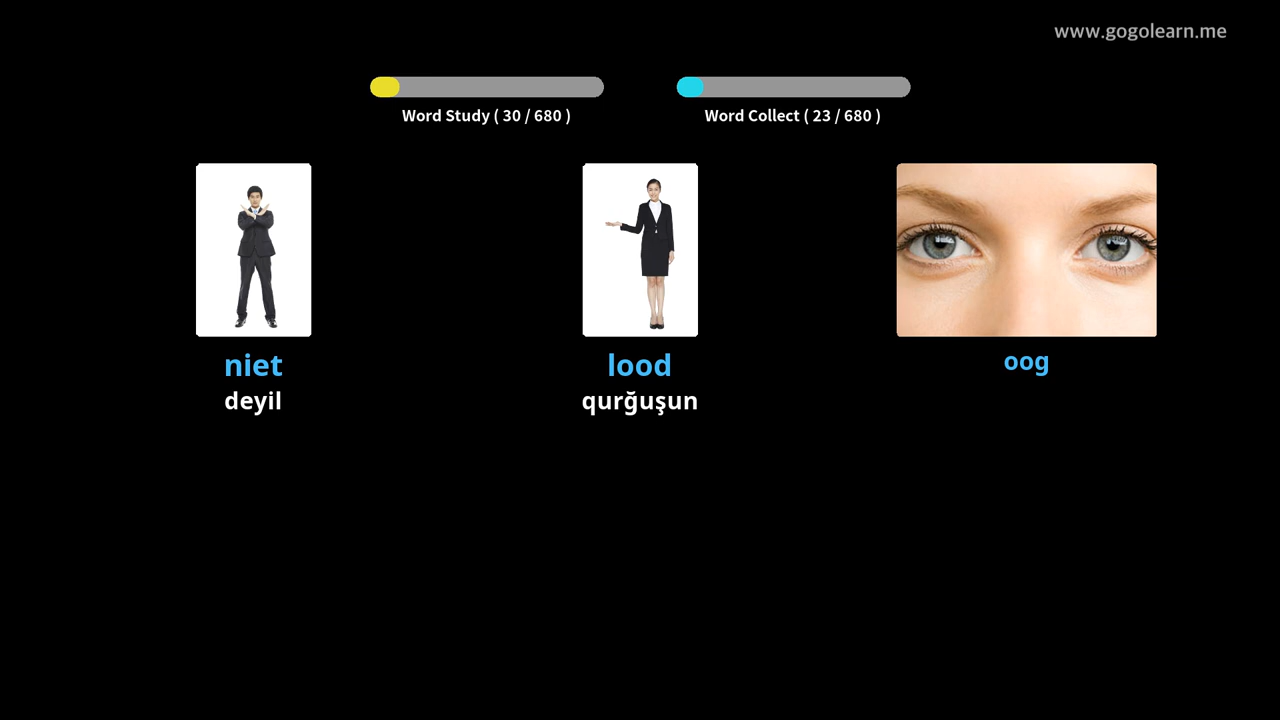 www.gogolearn.me
Word Study ( 30 / 680 )
Word Collect ( 23 / 680 )
niet
deyil
lood
qurğuşun
oog